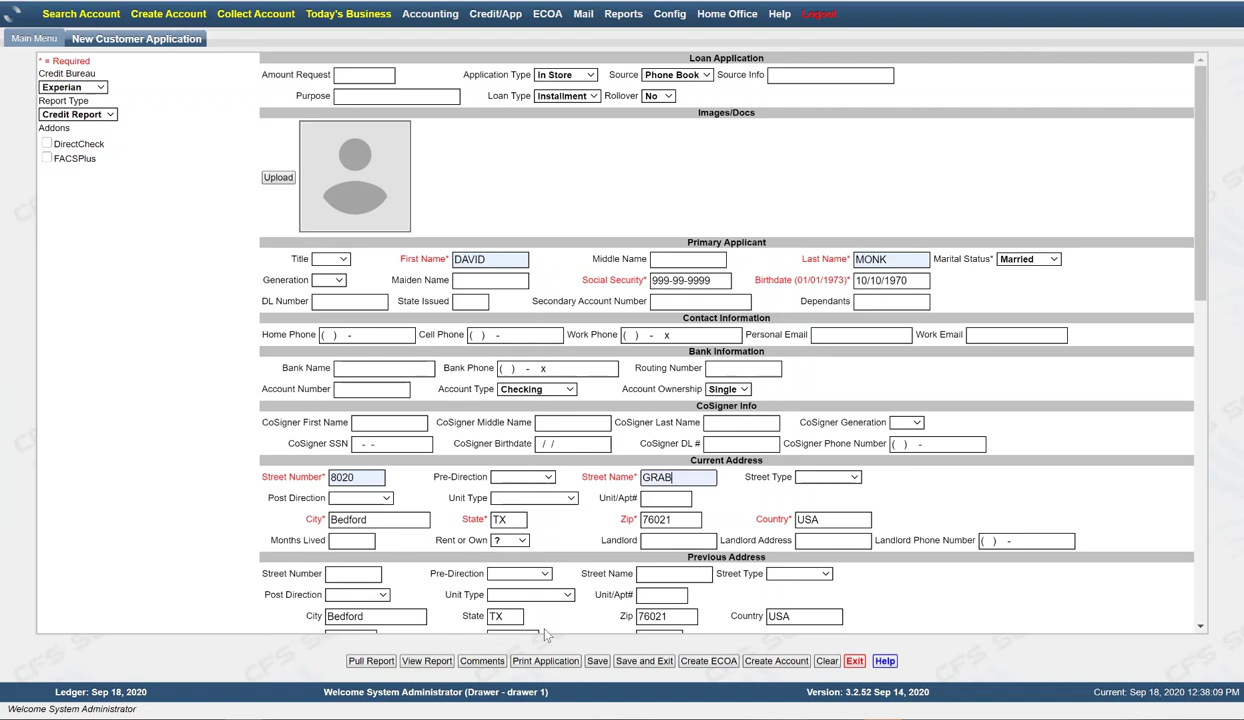 Search Account Create Account Collect Account Today's Business Accounting Credit/App ECOA Mail Reports Config Home Office Help Logout
Main Menu New Customer Application
* = Required
Credit Bureau
Experian
Report Type
Credit Report
Addons
DirectCheck
FACSPlus
Loan Application
Amount Request Application Type In Store Source Phone Book Source Info
Purpose Loan Type Installment Rollover No
Images/Docs
Upload
Primary Applicant
Title First Name* DAVID Middle Name Last Name* MONK Marital Status* Married
Generation Maiden Name Social Security* 999-99-9999 Birthdate (01/01/1973)* 10/10/1970
DL Number State Issued Secondary Account Number Dependants
Contact Information
Home Phone ( ) - Cell Phone ( ) - Work Phone ( ) - x Personal Email Work Email
Bank Information
Bank Name Bank Phone ( ) - x Routing Number
Account Number Account Type Checking Account Ownership Single
CoSigner Info
CoSigner First Name CoSigner Middle Name CoSigner Last Name CoSigner Generation
CoSigner SSN - - CoSigner Birthdate / / CoSigner DL # CoSigner Phone Number ( ) -
Current Address
Street Number* 8020 Pre-Direction Street Name* GRAB Street Type
Post Direction Unit Type Unit/Apt#
City* Bedford State* TX Zip* 76021 Country* USA
Months Lived Rent or Own ? Landlord Landlord Address Landlord Phone Number ( ) -
Previous Address
Street Number Pre-Direction Street Name Street Type
Post Direction Unit Type Unit/Apt#
City Bedford State TX Zip 76021 Country USA
Pull Report View Report Comments Print Application Save Save and Exit Create ECOA Create Account Clear Exit Help
Ledger: Sep 18, 2020 Welcome System Administrator (Drawer - drawer 1) Version: 3.2.52 Sep 14, 2020 Current: Sep 18, 2020 12:38:09 PM
Welcome System Administrator